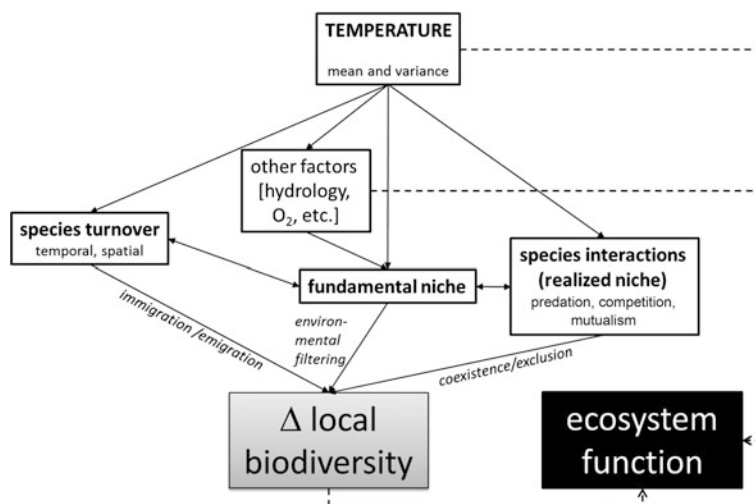 TEMPERATURE
mean and variance
other factors
[hydrology,
O₂, etc.]
species turnover
temporal, spatial
fundamental niche
species interactions
(realized niche)
predation, competition,
mutualism
immigration /emigration
environ-
mental
filtering
coexistence/exclusion
Δ local
biodiversity
ecosystem
function